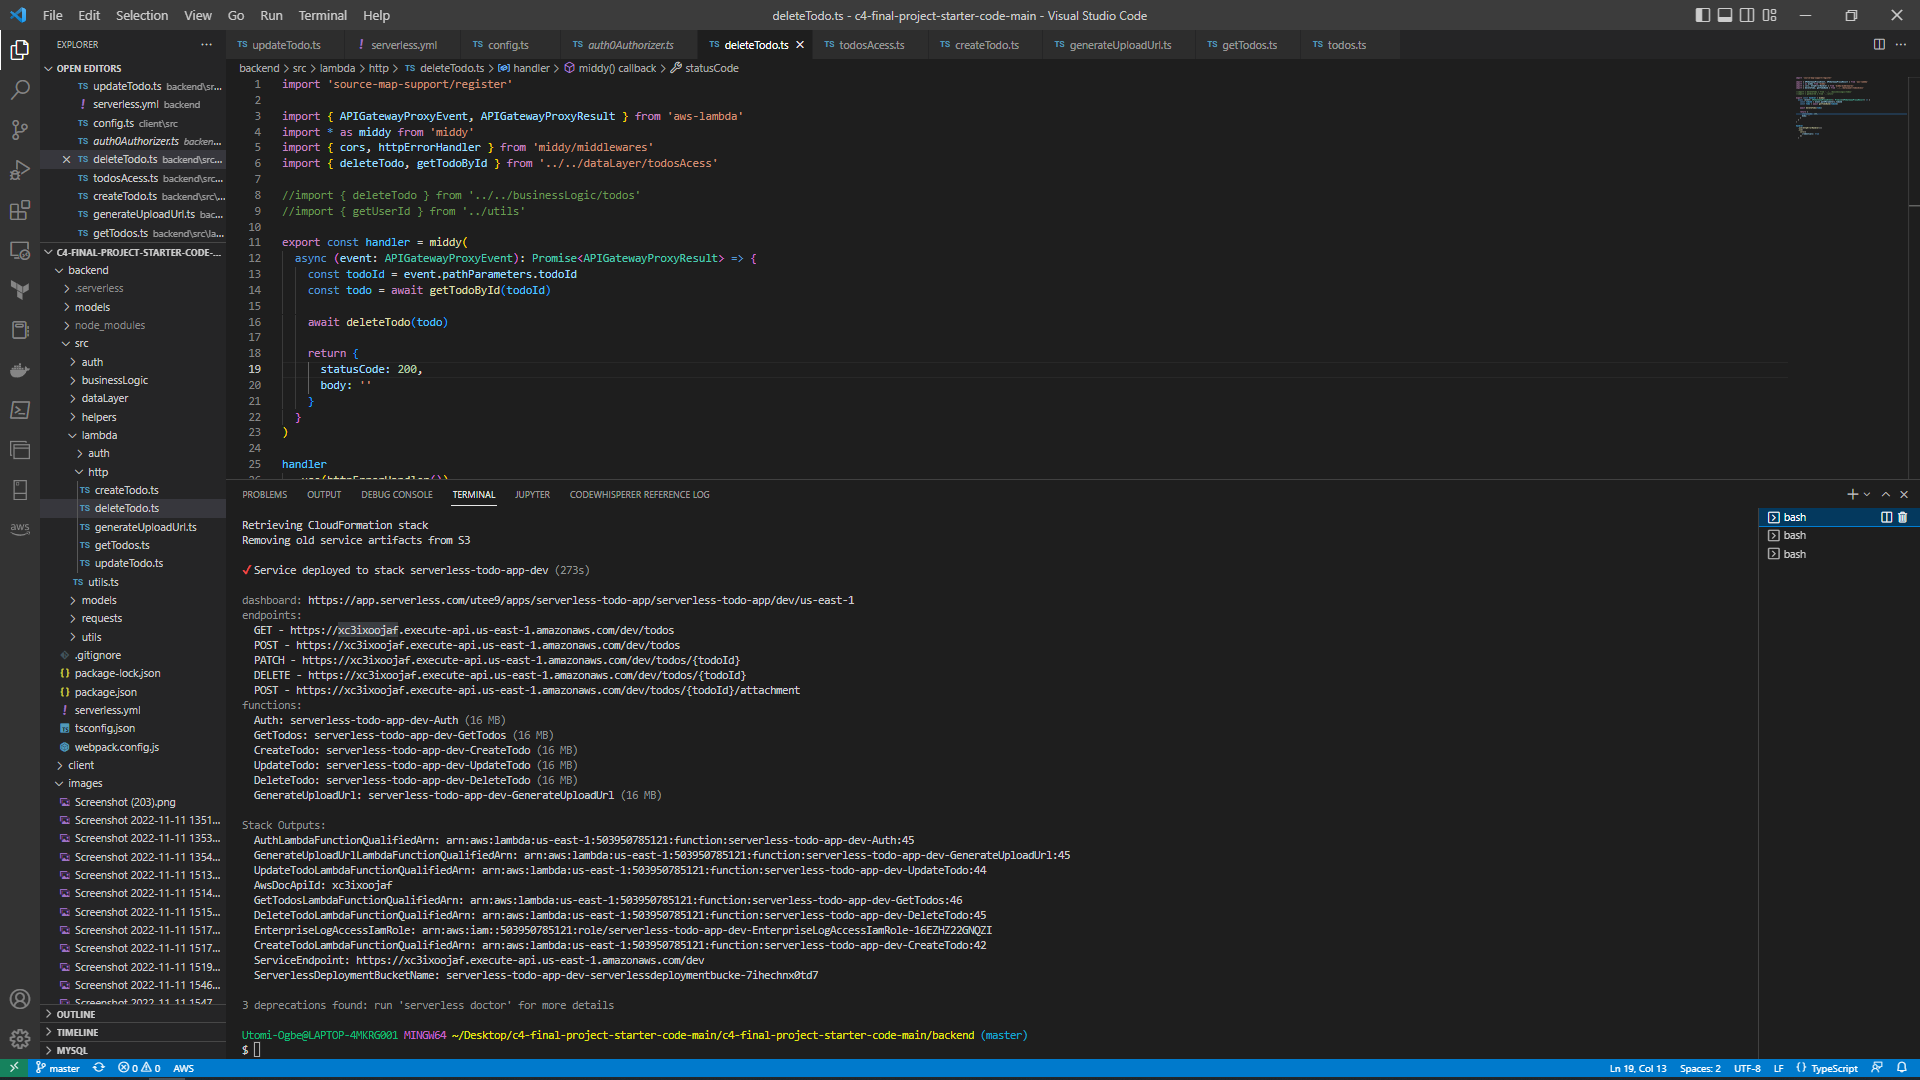 File Edit Selection View Go Run Terminal Help
deleteTodo.ts - c4-final-project-starter-code-main - Visual Studio Code
EXPLORER
OPEN EDITORS
TS updateTodo.ts backend\sr...
! serverless.yml backend
TS config.ts client\src
TS auth0Authorizer.ts backen...
TS deleteTodo.ts backend\src...
TS todosAcess.ts backend\src...
TS createTodo.ts backend\src\...
TS generateUploadUrl.ts bac...
TS getTodos.ts backend\src\la...
C4-FINAL-PROJECT-STARTER-CODE-...
backend
.serverless
models
node_modules
src
auth
businessLogic
dataLayer
helpers
lambda
auth
http
TS createTodo.ts
TS deleteTodo.ts
TS generateUploadUrl.ts
TS getTodos.ts
TS updateTodo.ts
TS utils.ts
models
requests
utils
.gitignore
{} package-lock.json
{} package.json
! serverless.yml
tsconfig.json
webpack.config.js
client
images
Screenshot (203).png
Screenshot 2022-11-11 1351...
Screenshot 2022-11-11 1353...
Screenshot 2022-11-11 1354...
Screenshot 2022-11-11 1513...
Screenshot 2022-11-11 1514...
Screenshot 2022-11-11 1515...
Screenshot 2022-11-11 1517...
Screenshot 2022-11-11 1517...
Screenshot 2022-11-11 1519...
Screenshot 2022-11-11 1546...
Screenshot 2022-11-11 1547...
OUTLINE
TIMELINE
MYSQL
aws
TS updateTodo.ts ! serverless.yml TS config.ts TS auth0Authorizer.ts TS deleteTodo.ts TS todosAcess.ts TS createTodo.ts TS generateUploadUrl.ts TS getTodos.ts TS todos.ts
backend > src > lambda > http > TS deleteTodo.ts > handler > middy() callback > statusCode
1 import 'source-map-support/register'
2
3 import { APIGatewayProxyEvent, APIGatewayProxyResult } from 'aws-lambda'
4 import * as middy from 'middy'
5 import { cors, httpErrorHandler } from 'middy/middlewares'
6 import { deleteTodo, getTodoById } from '../../dataLayer/todosAcess'
7
8 //import { deleteTodo } from '../../businessLogic/todos'
9 //import { getUserId } from '../utils'
10
11 export const handler = middy(
12 async (event: APIGatewayProxyEvent): Promise<APIGatewayProxyResult> => {
13 const todoId = event.pathParameters.todoId
14 const todo = await getTodoById(todoId)
15
16 await deleteTodo(todo)
17
18 return {
19 statusCode: 200,
20 body: ''
21 }
22 }
23 )
24
25 handler
26 .use(httpErrorHandler())
PROBLEMS OUTPUT DEBUG CONSOLE TERMINAL JUPYTER CODEWHISPERER REFERENCE LOG
Retrieving CloudFormation stack
Removing old service artifacts from S3
✓ Service deployed to stack serverless-todo-app-dev (273s)
dashboard: https://app.serverless.com/utee9/apps/serverless-todo-app/serverless-todo-app/dev/us-east-1
endpoints:
GET - https://xc3ixoojaf.execute-api.us-east-1.amazonaws.com/dev/todos
POST - https://xc3ixoojaf.execute-api.us-east-1.amazonaws.com/dev/todos
PATCH - https://xc3ixoojaf.execute-api.us-east-1.amazonaws.com/dev/todos/{todoId}
DELETE - https://xc3ixoojaf.execute-api.us-east-1.amazonaws.com/dev/todos/{todoId}
POST - https://xc3ixoojaf.execute-api.us-east-1.amazonaws.com/dev/todos/{todoId}/attachment
functions:
Auth: serverless-todo-app-dev-Auth (16 MB)
GetTodos: serverless-todo-app-dev-GetTodos (16 MB)
CreateTodo: serverless-todo-app-dev-CreateTodo (16 MB)
UpdateTodo: serverless-todo-app-dev-UpdateTodo (16 MB)
DeleteTodo: serverless-todo-app-dev-DeleteTodo (16 MB)
GenerateUploadUrl: serverless-todo-app-dev-GenerateUploadUrl (16 MB)
Stack Outputs:
AuthLambdaFunctionQualifiedArn: arn:aws:lambda:us-east-1:503950785121:function:serverless-todo-app-dev-Auth:45
GenerateUploadUrlLambdaFunctionQualifiedArn: arn:aws:lambda:us-east-1:503950785121:function:serverless-todo-app-dev-GenerateUploadUrl:45
UpdateTodoLambdaFunctionQualifiedArn: arn:aws:lambda:us-east-1:503950785121:function:serverless-todo-app-dev-UpdateTodo:44
AwsDocApiId: xc3ixoojaf
GetTodosLambdaFunctionQualifiedArn: arn:aws:lambda:us-east-1:503950785121:function:serverless-todo-app-dev-GetTodos:46
DeleteTodoLambdaFunctionQualifiedArn: arn:aws:lambda:us-east-1:503950785121:function:serverless-todo-app-dev-DeleteTodo:45
EnterpriseLogAccessIamRole: arn:aws:iam::503950785121:role/serverless-todo-app-dev-EnterpriseLogAccessIamRole-16EZHZ22GNQZI
CreateTodoLambdaFunctionQualifiedArn: arn:aws:lambda:us-east-1:503950785121:function:serverless-todo-app-dev-CreateTodo:42
ServiceEndpoint: https://xc3ixoojaf.execute-api.us-east-1.amazonaws.com/dev
ServerlessDeploymentBucketName: serverless-todo-app-dev-serverlessdeploymentbucke-7ihechnx0td7
3 deprecations found: run 'serverless doctor' for more details
Utomi-Ogbe@LAPTOP-4MKRG001 MINGW64 ~/Desktop/c4-final-project-starter-code-main/c4-final-project-starter-code-main/backend (master)
$
bash
bash
bash
master 0 0 AWS
Ln 19, Col 13 Spaces: 2 UTF-8 LF {} TypeScript